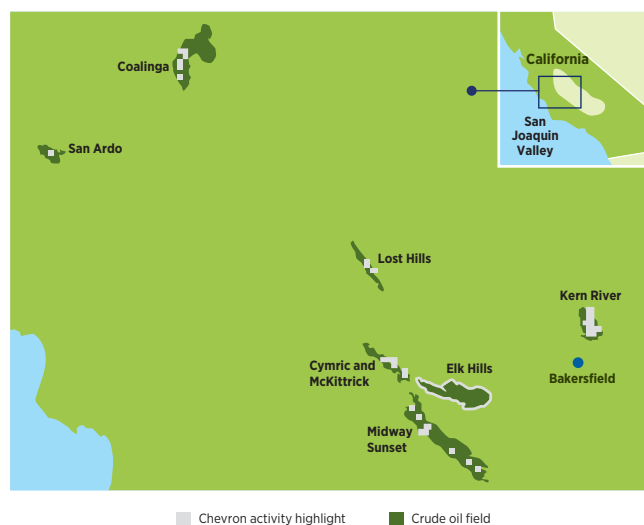 Coalinga
California
San
Joaquin
Valley
San Ardo
Lost Hills
Kern River
Cymric and
McKittrick
Elk Hills
Bakersfield
Midway
Sunset
Chevron activity highlight
Crude oil field